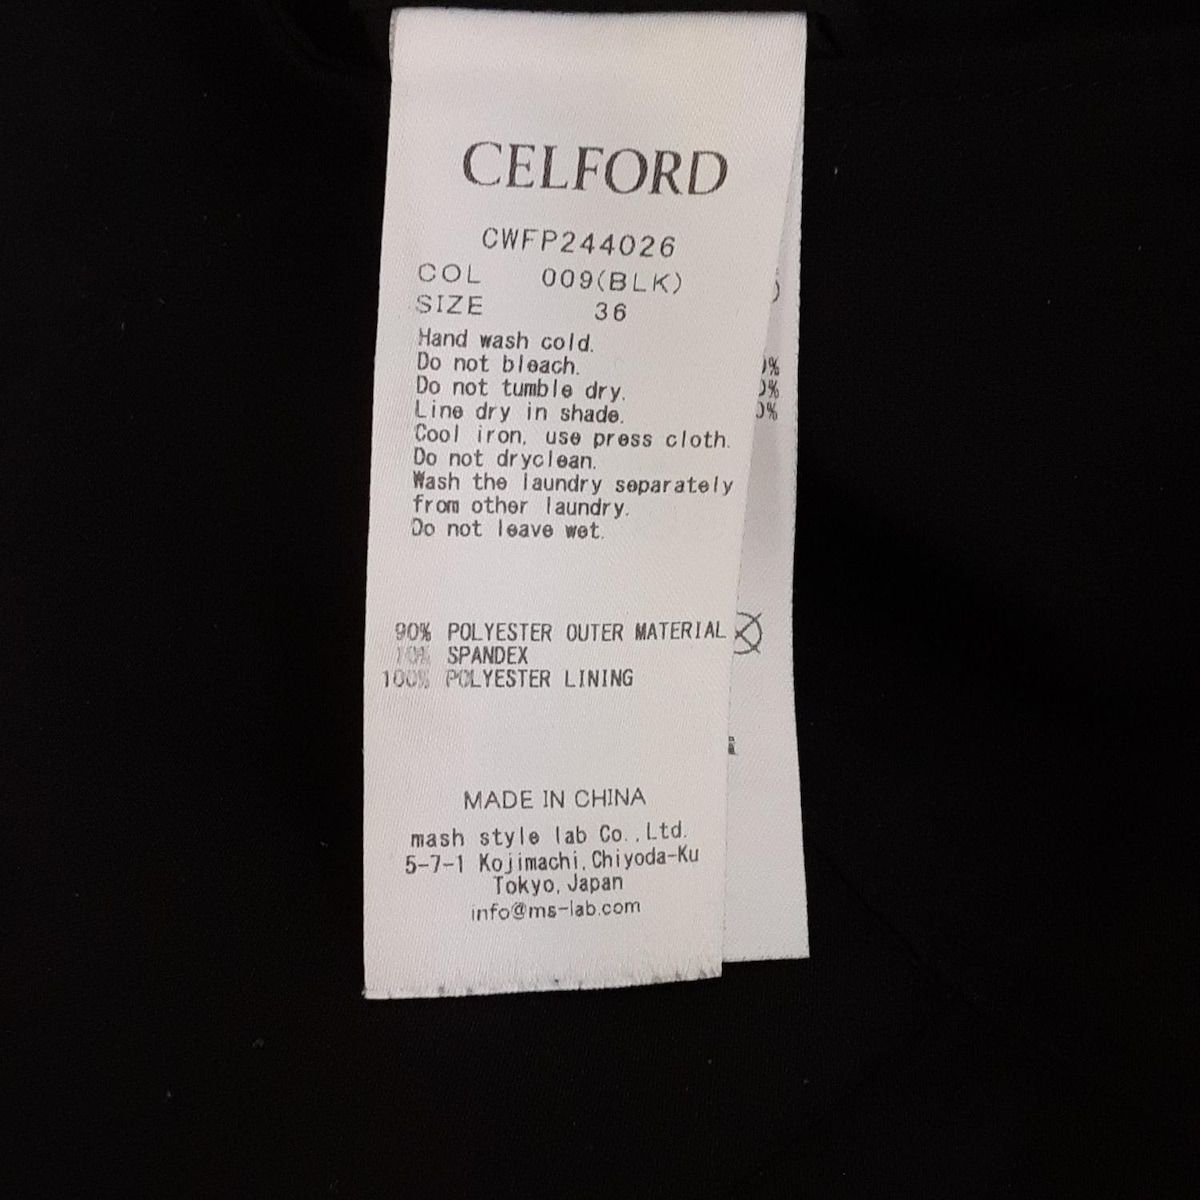 CELFORD
CWFP244026
COL 009(BLK)
SIZE 36
Hand wash cold.
Do not bleach.
Do not tumble dry.
Line dry in shade.
Cool iron, use press cloth.
Do not dryclean.
Wash the laundry separately
from other laundry.
Do not leave wet.
90% POLYESTER OUTER MATERIAL
10% SPANDEX
100% POLYESTER LINING
MADE IN CHINA
mash style lab Co.,Ltd.
5-7-1 Kojimachi,Chiyoda-Ku
Tokyo,Japan
info@ms-lab.com